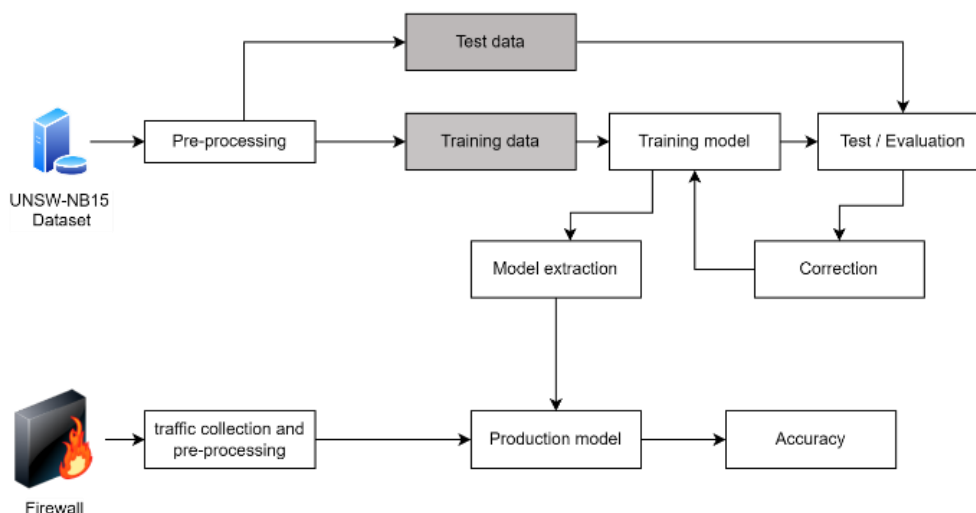 Test data
Pre-processing
Training data
Training model
Test / Evaluation
UNSW-NB15
Dataset
Model extraction
Correction
traffic collection and
pre-processing
Production model
Accuracy
Firewall